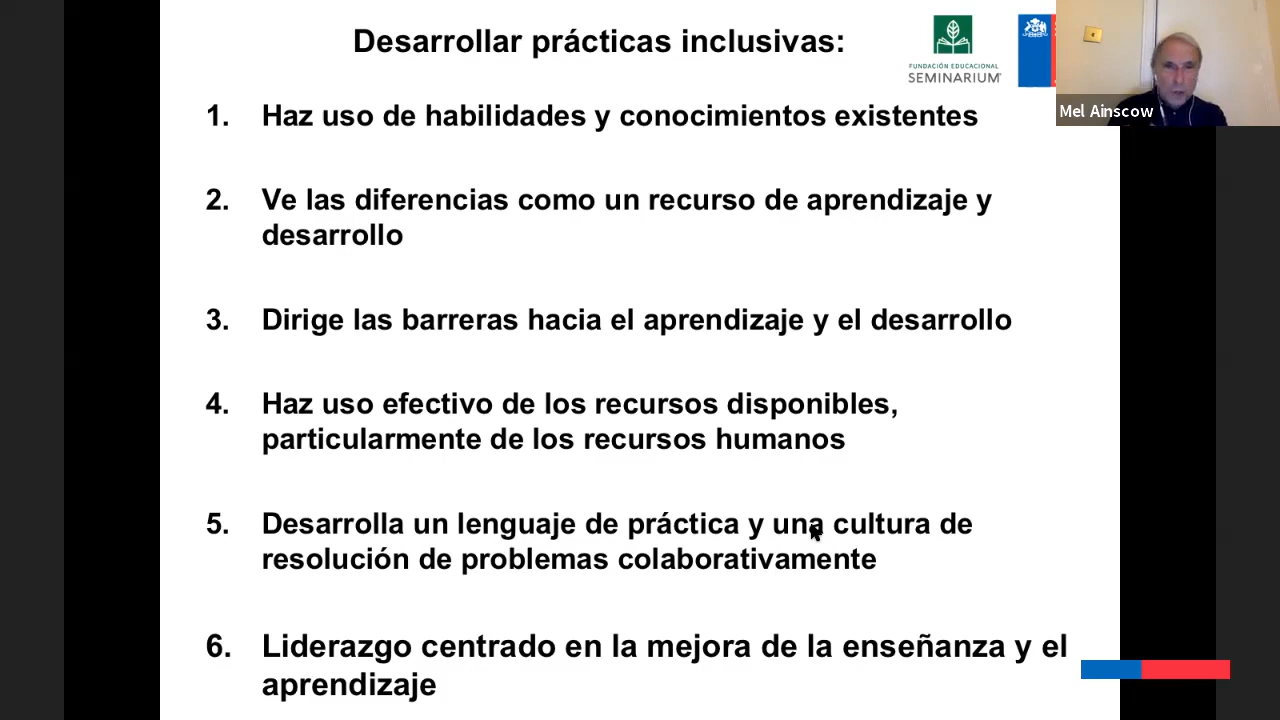 Desarrollar prácticas inclusivas:
FUNDACIÓN EDUCACIONAL
SEMINARIUM
Mel Ainscow
1. Haz uso de habilidades y conocimientos existentes
2. Ve las diferencias como un recurso de aprendizaje y
desarrollo
3. Dirige las barreras hacia el aprendizaje y el desarrollo
4. Haz uso efectivo de los recursos disponibles,
particularmente de los recursos humanos
5. Desarrolla un lenguaje de práctica y una cultura de
resolución de problemas colaborativamente
6. Liderazgo centrado en la mejora de la enseñanza y el
aprendizaje